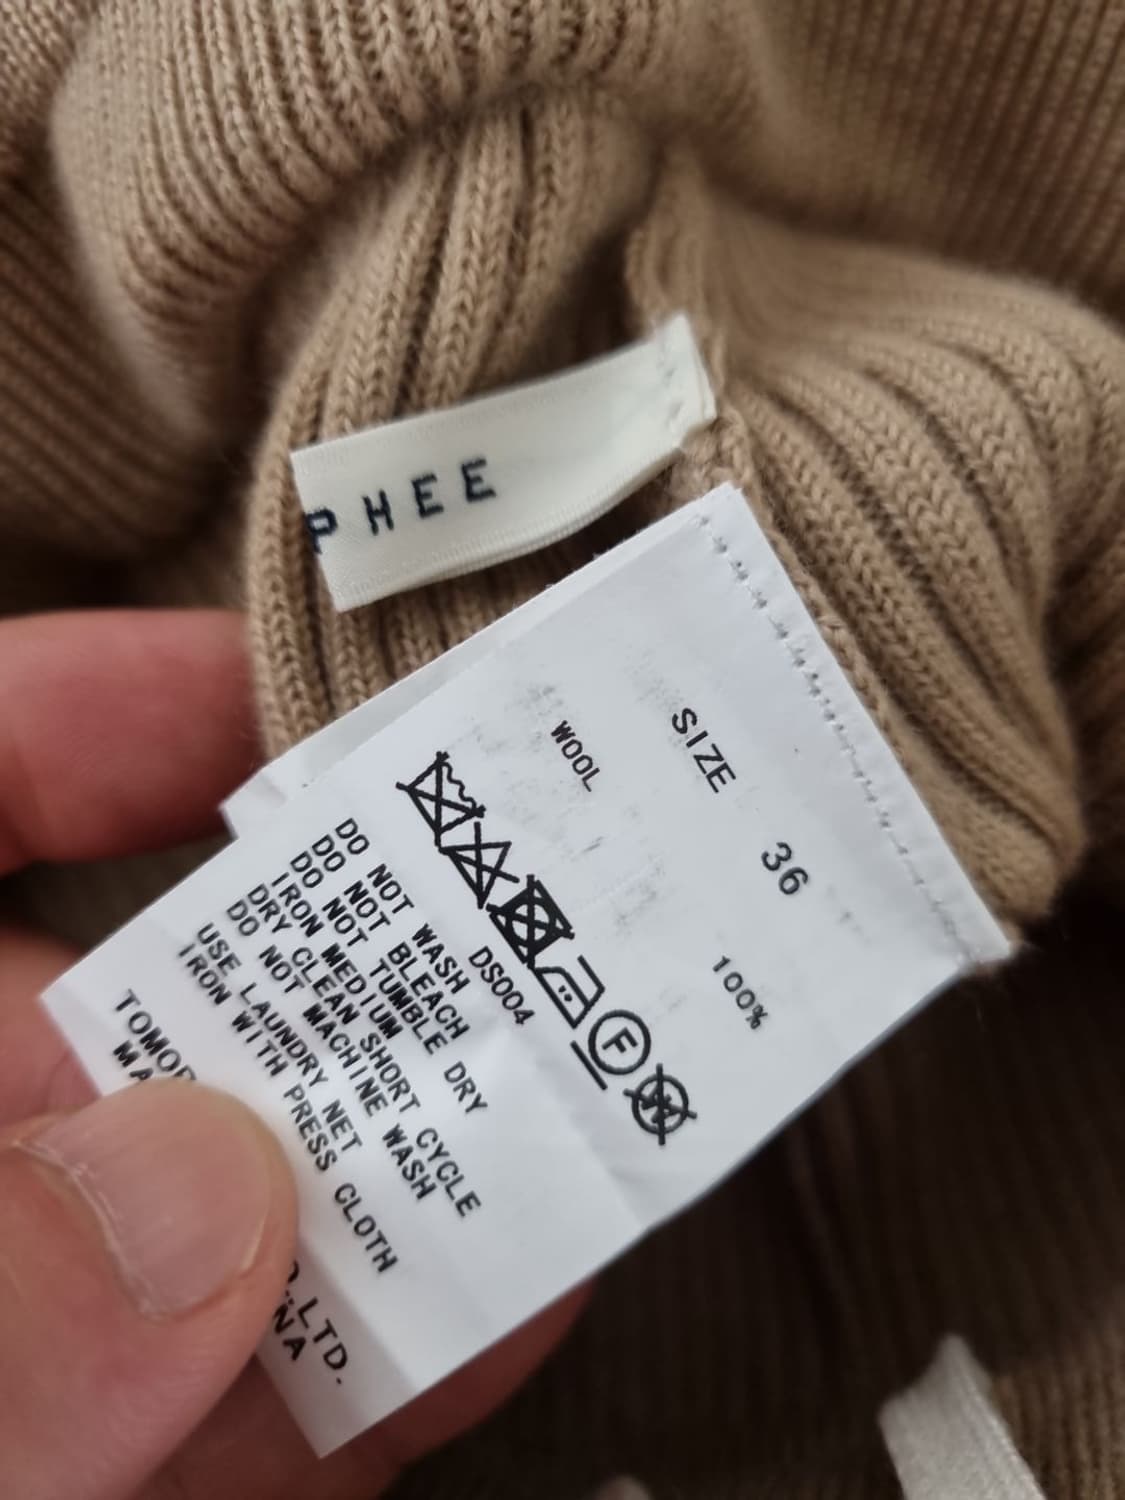 PHEE
SIZE 36
WOOL 100%
F
W
DS004
DO NOT WASH
DO NOT BLEACH
DO NOT TUMBLE DRY
IRON MEDIUM
DRY CLEAN SHORT CYCLE
DO NOT MACHINE WASH
USE LAUNDRY NET
IRON WITH PRESS CLOTH
LTD.